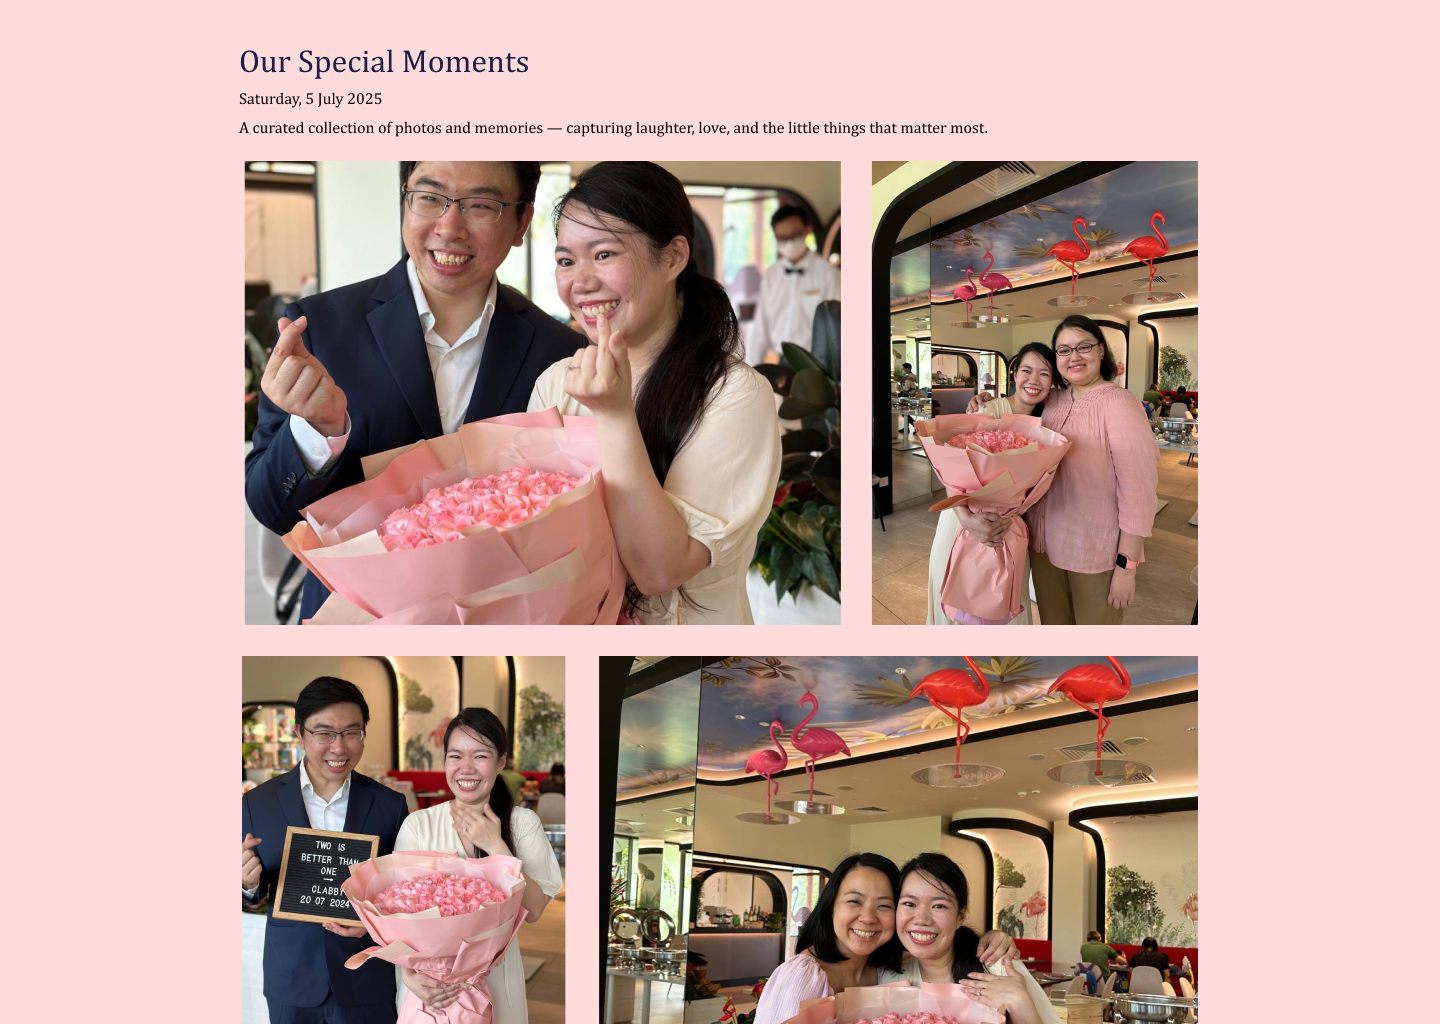 Our Special Moments
Saturday, 5 July 2025
A curated collection of photos and memories — capturing laughter, love, and the little things that matter most.
TWO IS
BETTER THAN
ONE
CLABBY
20 07 2024